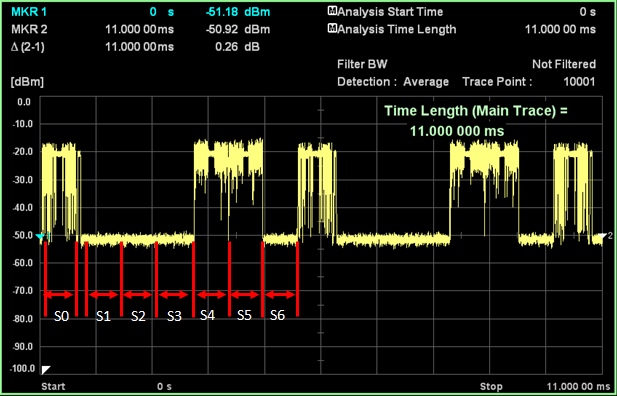 MKR 1 0 s -51.18 dBm
MKR 2 11.000 00 ms -50.92 dBm
Δ (2-1) 11.000 00 ms 0.26 dB
M Analysis Start Time 0 s
M Analysis Time Length 11.000 00 ms
Filter BW Not Filtered
Detection : Average Trace Point : 10001
[dBm]
0.0
Time Length (Main Trace) =
11.000 000 ms
-10.0
-20.0
-30.0
-40.0
-50.0
1
2
-60.0
-70.0
-80.0
S0 S1 S2 S3 S4 S5 S6
-90.0
-100.0
Start 0 s Stop 11.000 00 ms